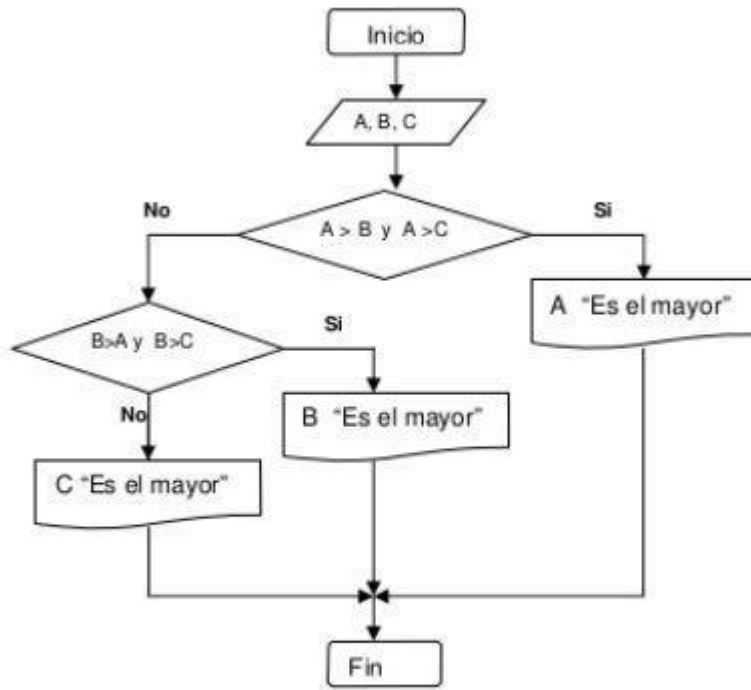 Inicio
A, B, C
No
Si
A > B y A >C
A "Es el mayor"
Si
B>A y B>C
B “Es el mayor”
No
C “Es el mayor”
Fin